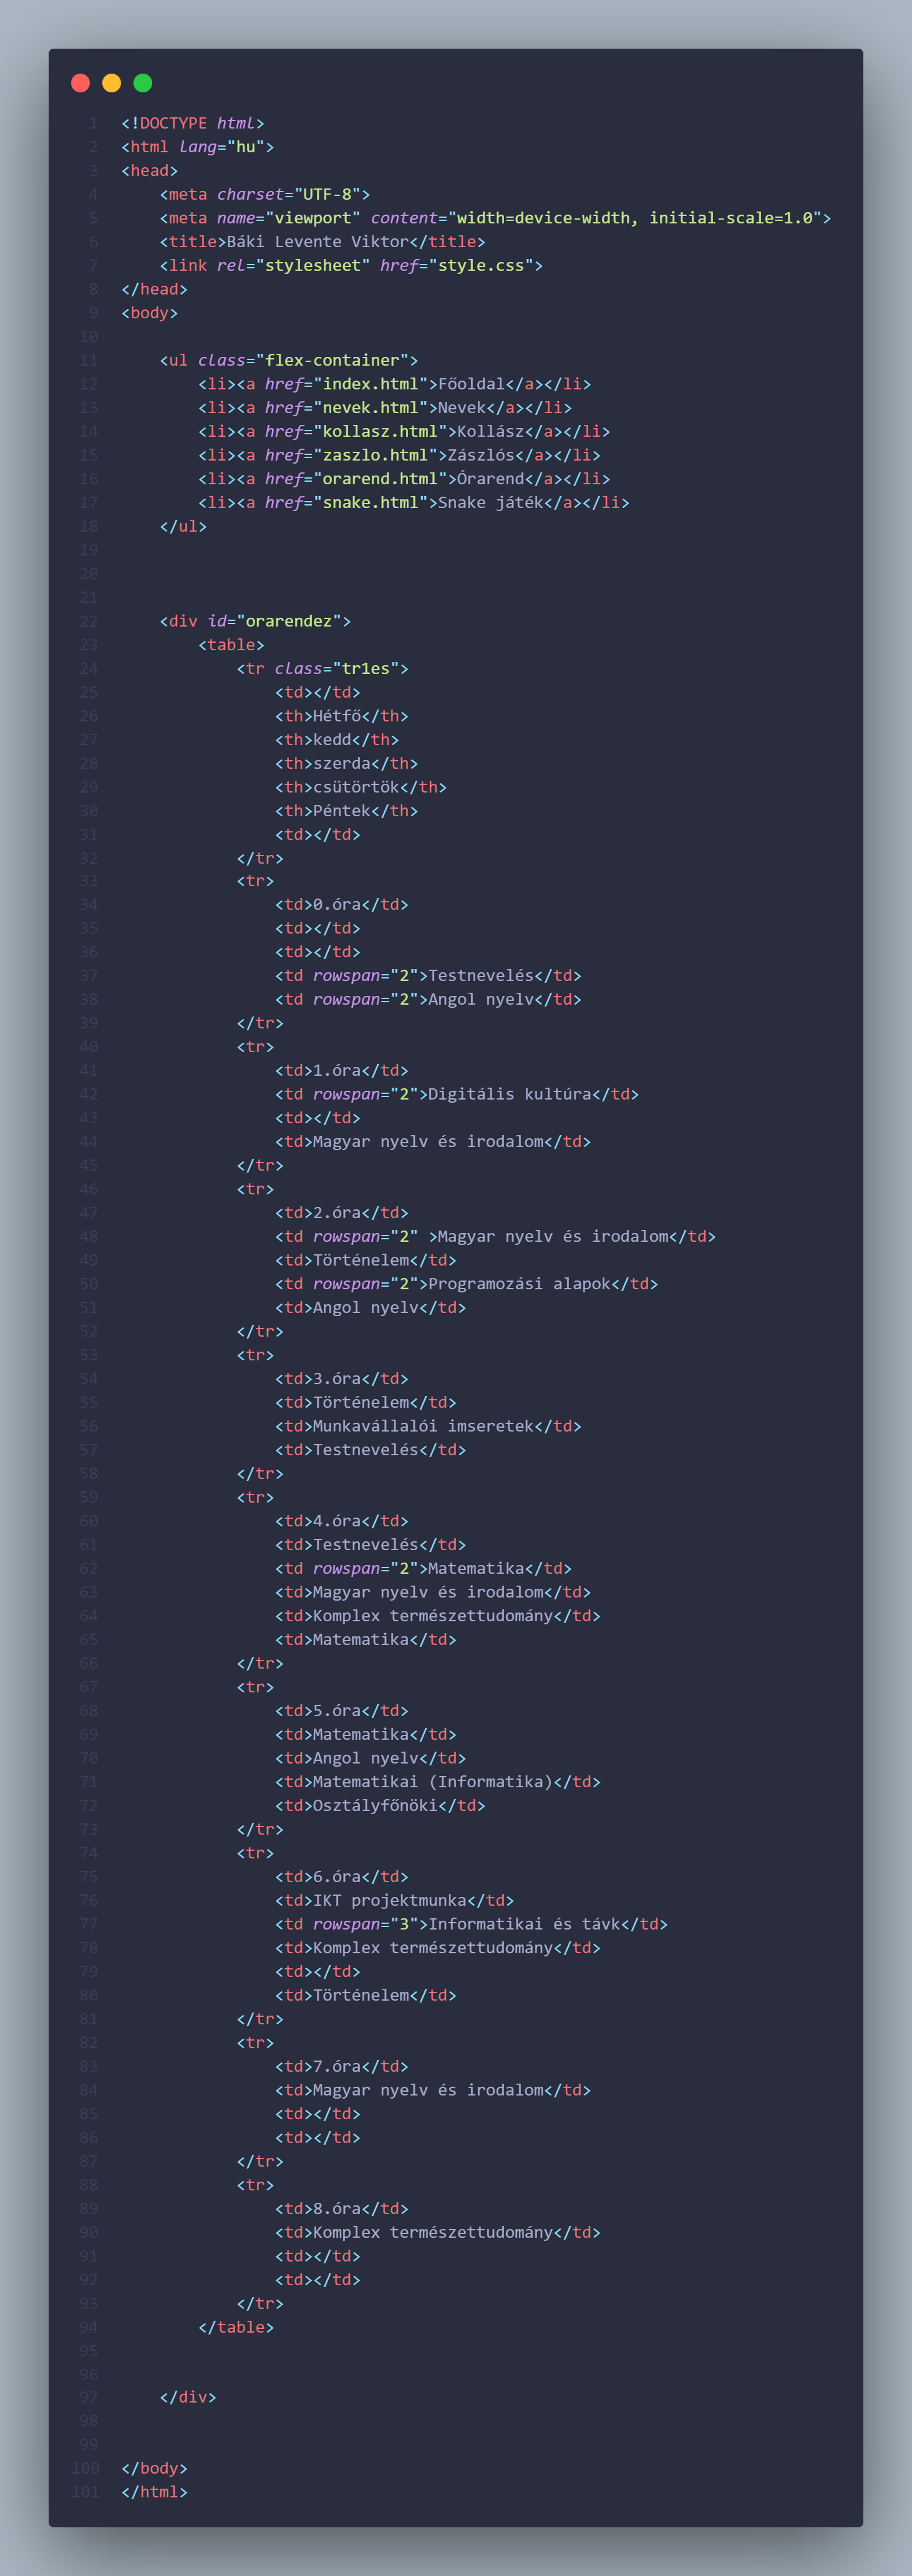 1 <!DOCTYPE html>
2 <html lang="hu">
3 <head>
4 <meta charset="UTF-8">
5 <meta name="viewport" content="width=device-width, initial-scale=1.0">
6 <title>Báki Levente Viktor</title>
7 <link rel="stylesheet" href="style.css">
8 </head>
9 <body>
10
11 <ul class="flex-container">
12 <li><a href="index.html">Főoldal</a></li>
13 <li><a href="nevek.html">Nevek</a></li>
14 <li><a href="kollasz.html">Kollász</a></li>
15 <li><a href="zaszlo.html">Zászlós</a></li>
16 <li><a href="orarend.html">Órarend</a></li>
17 <li><a href="snake.html">Snake játék</a></li>
18 </ul>
19
20
21
22 <div id="orarendez">
23 <table>
24 <tr class="tr1es">
25 <td></td>
26 <th>Hétfő</th>
27 <th>kedd</th>
28 <th>szerda</th>
29 <th>csütörtök</th>
30 <th>Péntek</th>
31 <td></td>
32 </tr>
33 <tr>
34 <td>0.óra</td>
35 <td></td>
36 <td></td>
37 <td rowspan="2">Testnevelés</td>
38 <td rowspan="2">Angol nyelv</td>
39 </tr>
40 <tr>
41 <td>1.óra</td>
42 <td rowspan="2">Digitális kultúra</td>
43 <td></td>
44 <td>Magyar nyelv és irodalom</td>
45 </tr>
46 <tr>
47 <td>2.óra</td>
48 <td rowspan="2" >Magyar nyelv és irodalom</td>
49 <td>Történelem</td>
50 <td rowspan="2">Programozási alapok</td>
51 <td>Angol nyelv</td>
52 </tr>
53 <tr>
54 <td>3.óra</td>
55 <td>Történelem</td>
56 <td>Munkavállalói imseretek</td>
57 <td>Testnevelés</td>
58 </tr>
59 <tr>
60 <td>4.óra</td>
61 <td>Testnevelés</td>
62 <td rowspan="2">Matematika</td>
63 <td>Magyar nyelv és irodalom</td>
64 <td>Komplex természettudomány</td>
65 <td>Matematika</td>
66 </tr>
67 <tr>
68 <td>5.óra</td>
69 <td>Matematika</td>
70 <td>Angol nyelv</td>
71 <td>Matematikai (Informatika)</td>
72 <td>Osztályfőnöki</td>
73 </tr>
74 <tr>
75 <td>6.óra</td>
76 <td>IKT projektmunka</td>
77 <td rowspan="3">Informatikai és távk</td>
78 <td>Komplex természettudomány</td>
79 <td></td>
80 <td>Történelem</td>
81 </tr>
82 <tr>
83 <td>7.óra</td>
84 <td>Magyar nyelv és irodalom</td>
85 <td></td>
86 <td></td>
87 </tr>
88 <tr>
89 <td>8.óra</td>
90 <td>Komplex természettudomány</td>
91 <td></td>
92 <td></td>
93 </tr>
94 </table>
95
96
97 </div>
98
99
100 </body>
101 </html>